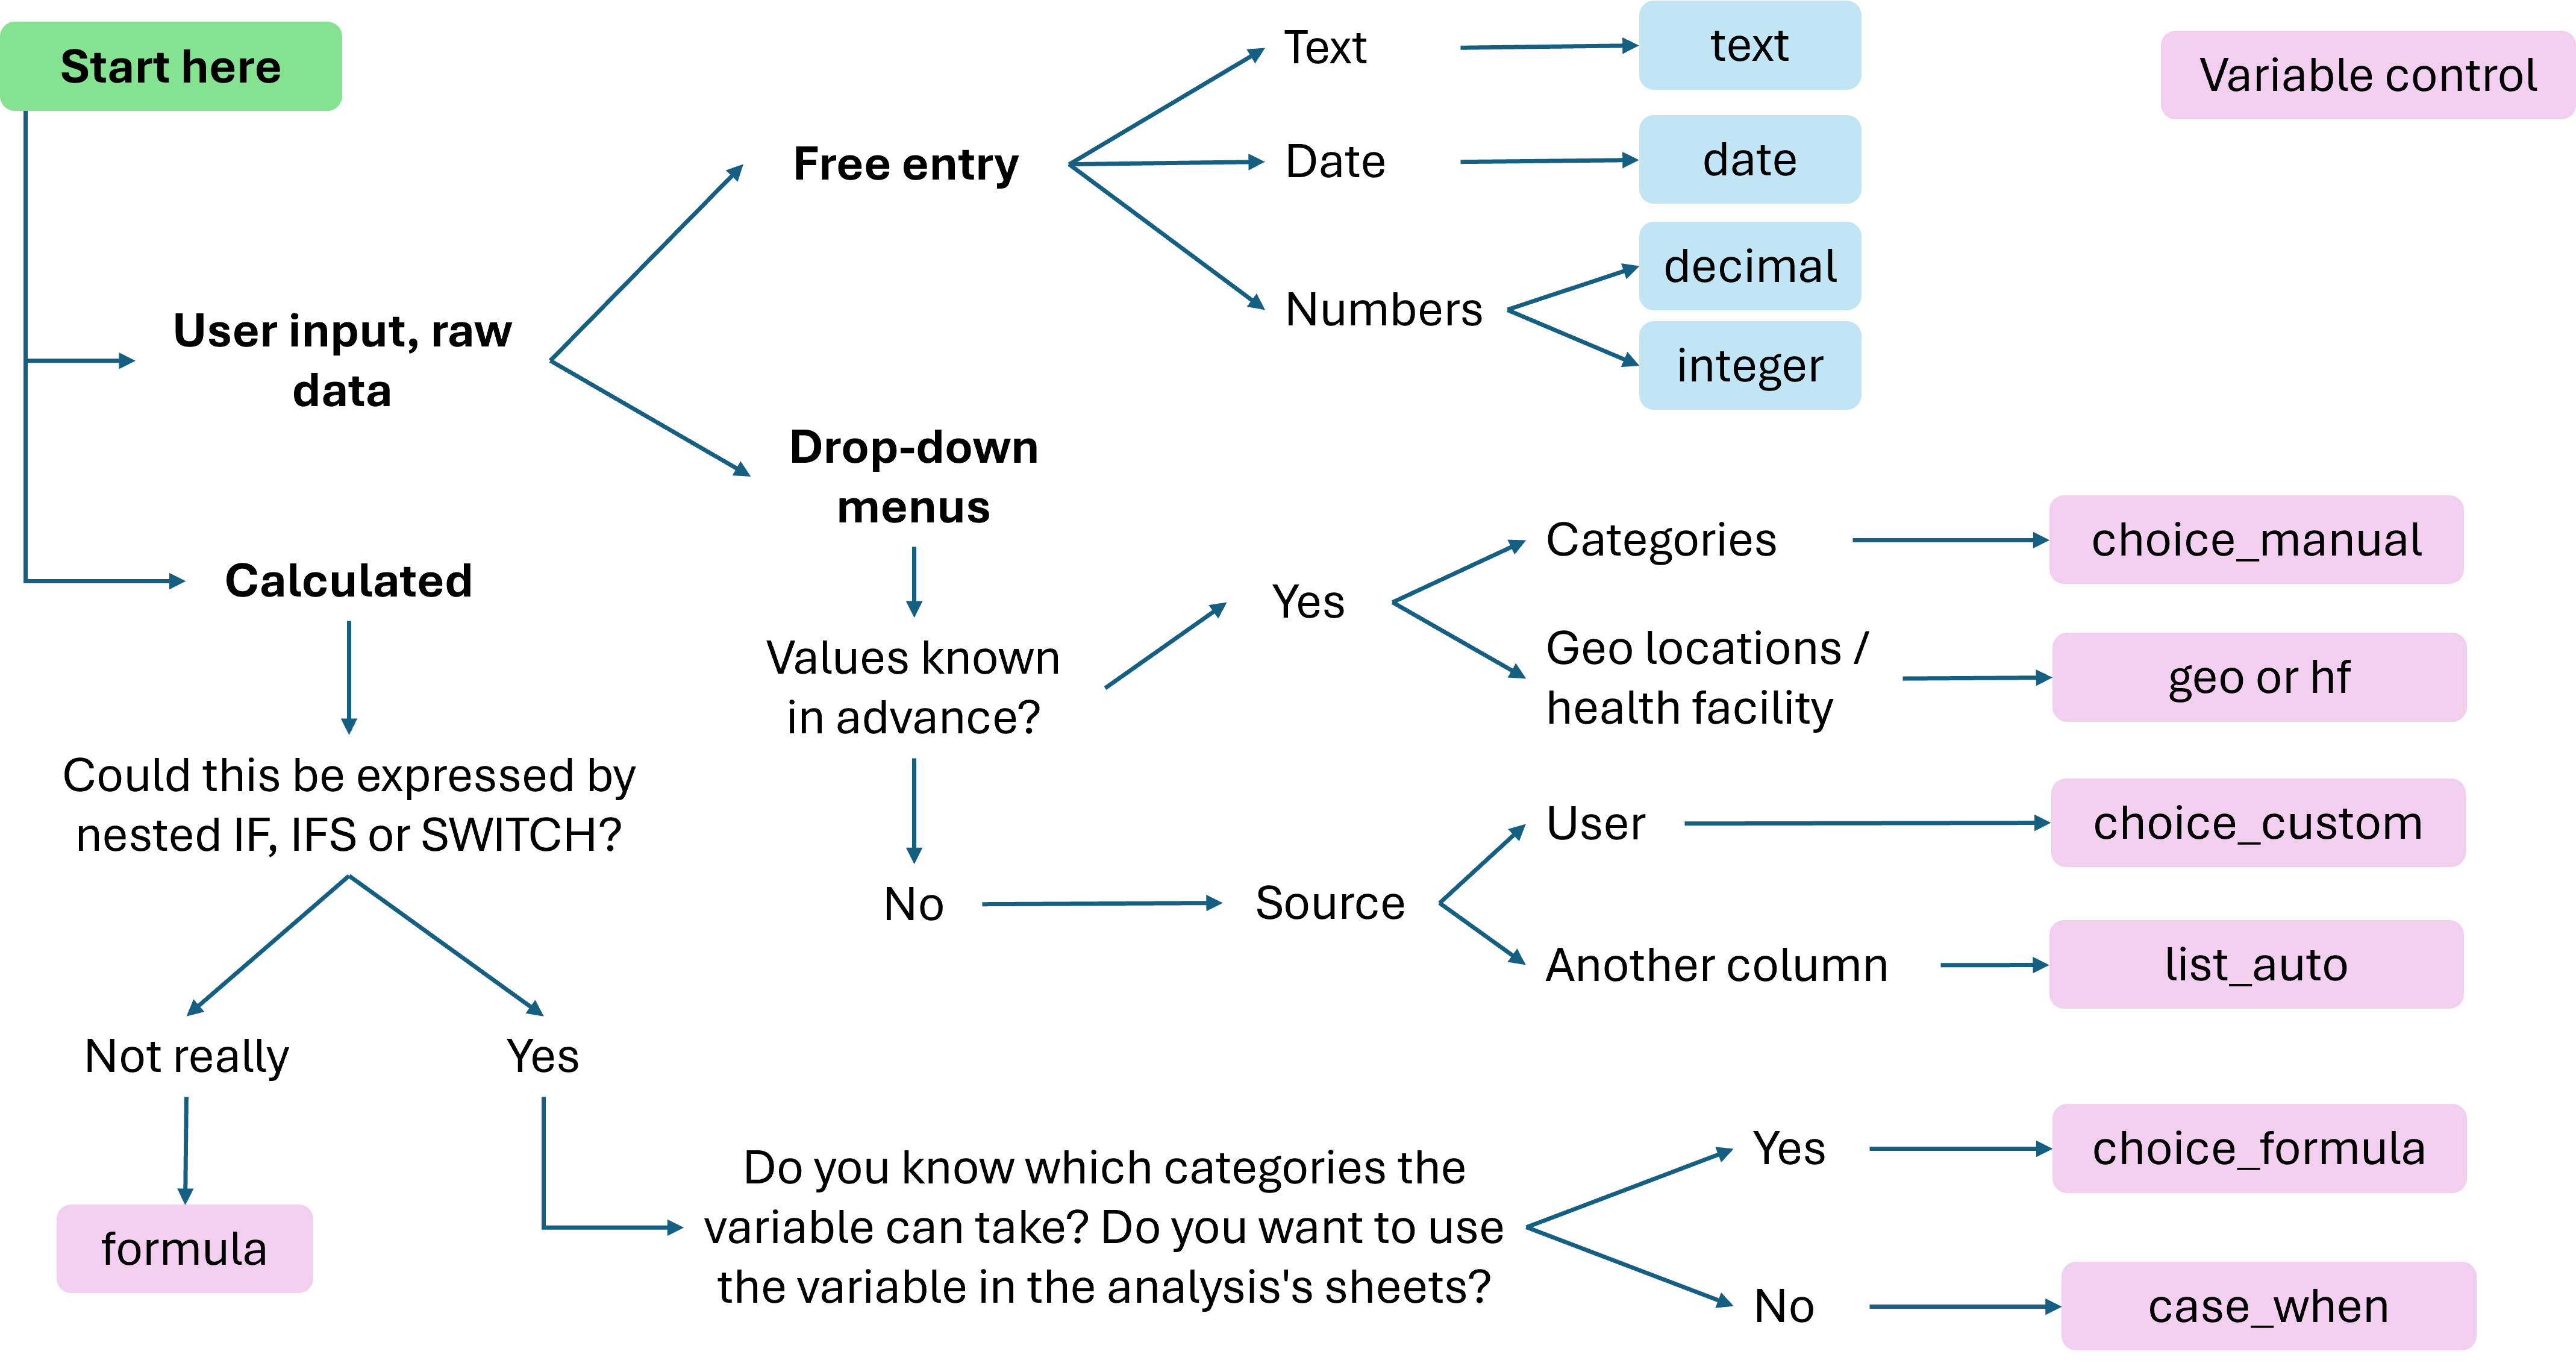 Start here
Variable control
User input, raw
data
Free entry
Text
text
Date
date
Numbers
decimal
integer
Drop-down
menus
Values known
in advance?
Yes
Categories
choice_manual
Geo locations /
health facility
geo or hf
No
Source
User
choice_custom
Another column
list_auto
Calculated
Could this be expressed by
nested IF, IFS or SWITCH?
Not really
formula
Yes
Do you know which categories the
variable can take? Do you want to use
the variable in the analysis's sheets?
Yes
choice_formula
No
case_when